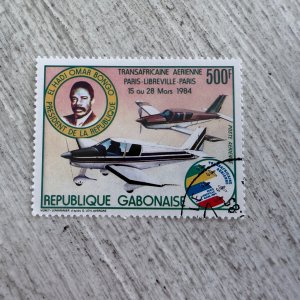 EL HADJ OMAR BONGO
PRESIDENT DE LA REPUBLIQUE
TRANSAFRICAINE AERIENNE
PARIS-LIBREVILLE-PARIS
15 au 28 Mars 1984
500F
POSTE AERIENNE
REPUBLIQUE GABONAISE